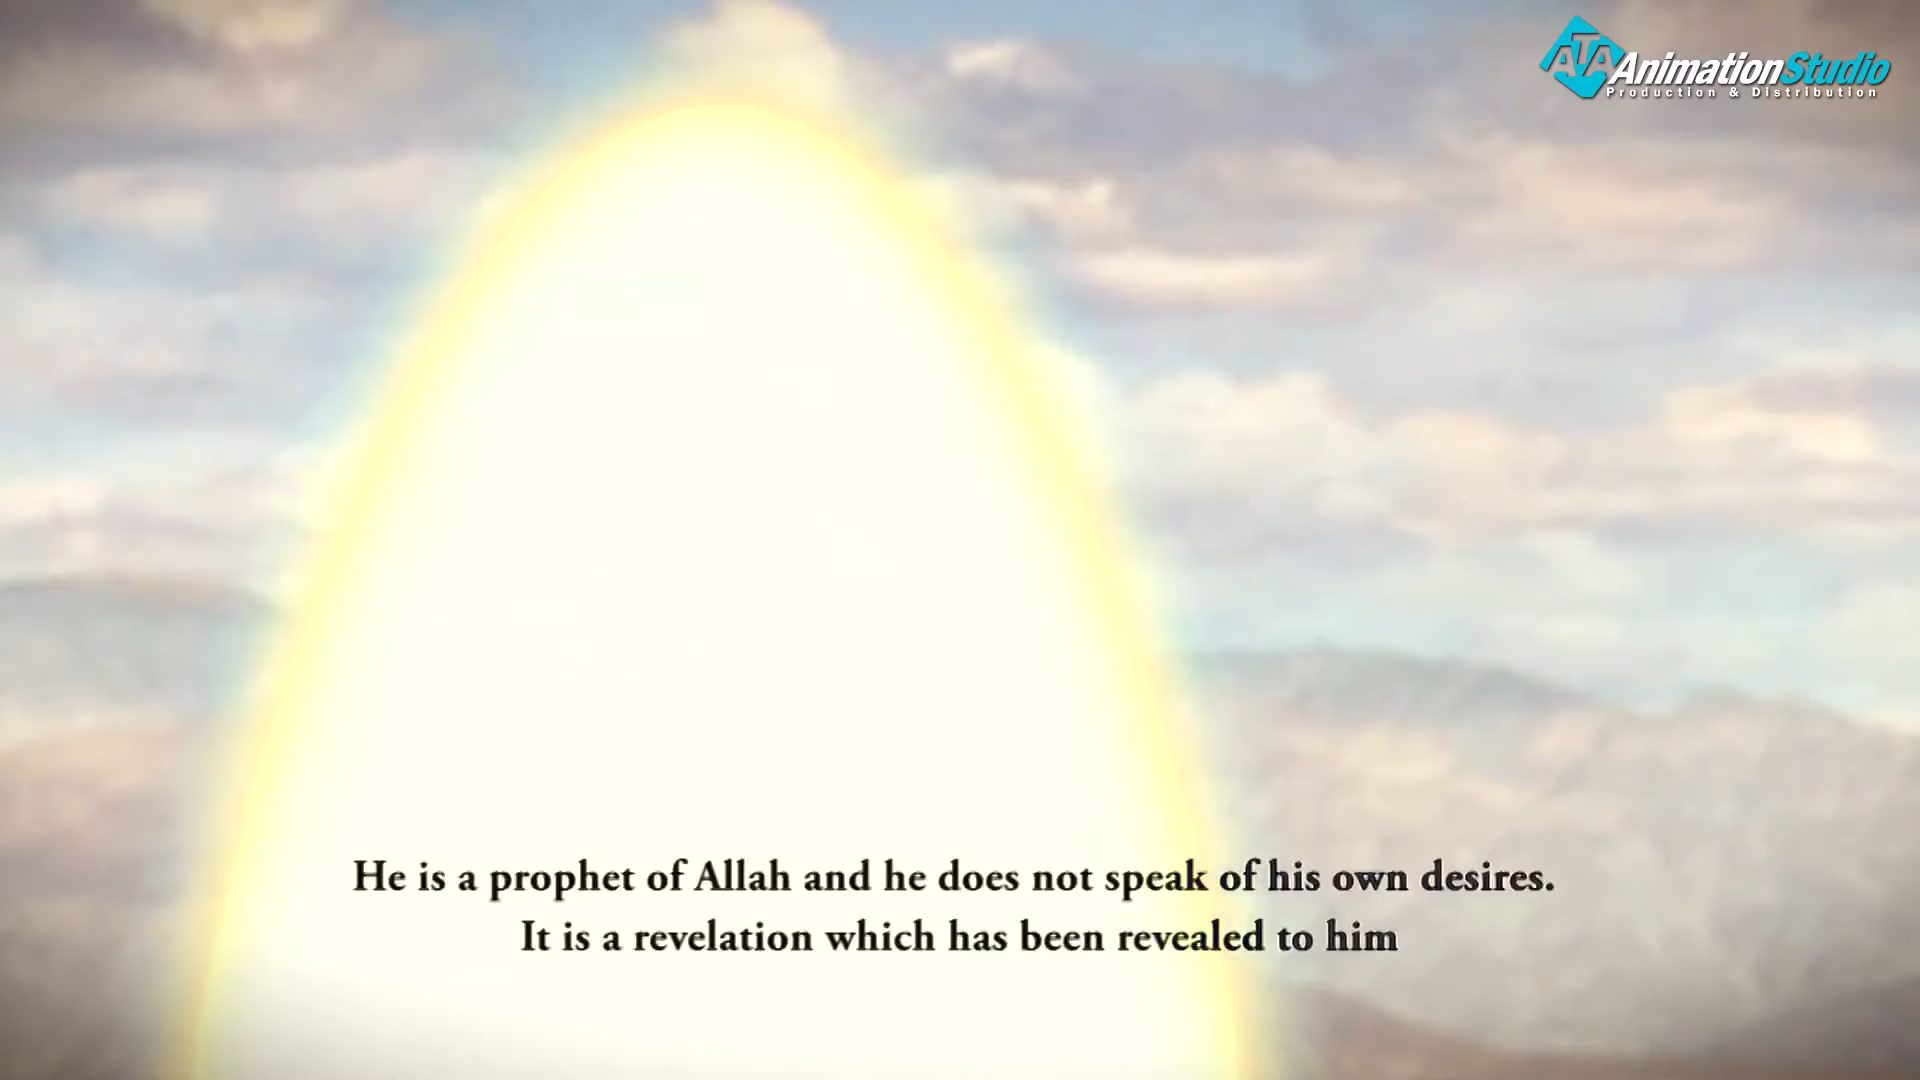 ATA AnimationStudio
Production & Distribution
He is a prophet of Allah and he does not speak of his own desires.
It is a revelation which has been revealed to him